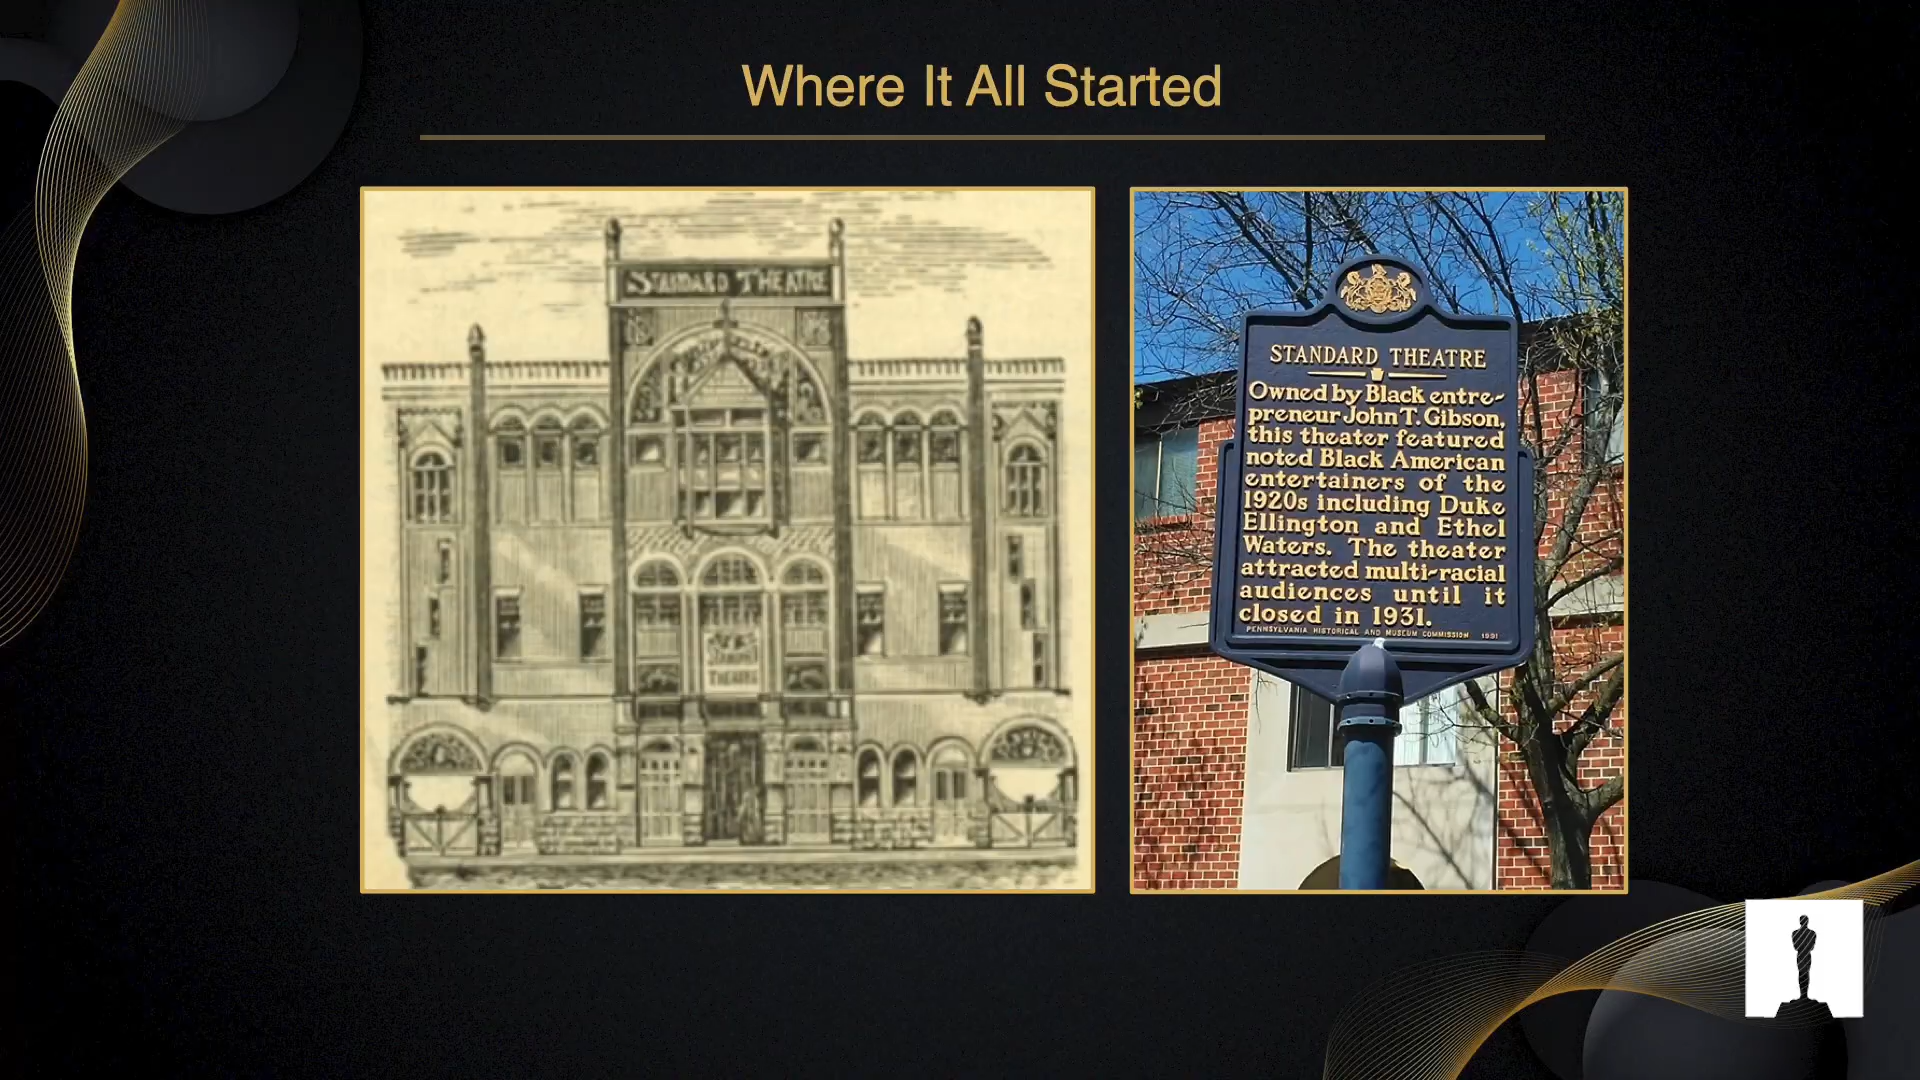 Where It All Started
STANDARD THEATRE
THEATRE
STANDARD THEATRE
Owned by Black entre-
preneur John T. Gibson,
this theater featured
noted Black American
entertainers of the
1920s including Duke
Ellington and Ethel
Waters. The theater
attracted multi-racial
audiences until it
closed in 1931.
PENNSYLVANIA HISTORICAL AND MUSEUM COMMISSION 1991